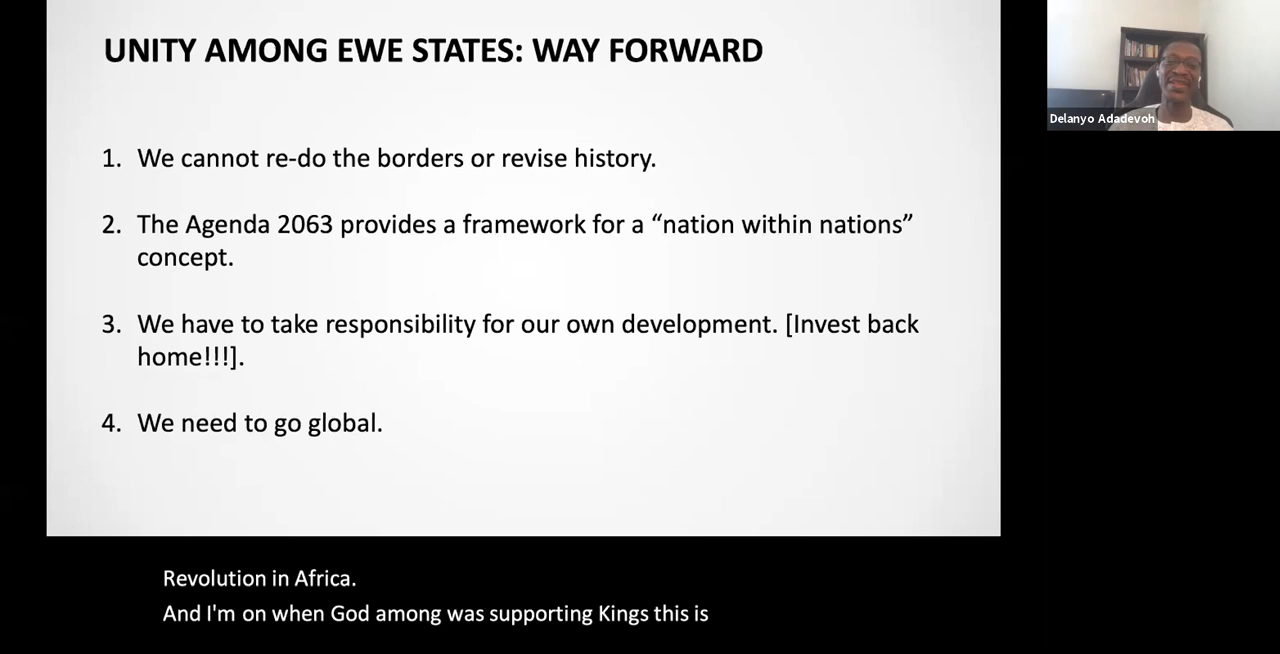 UNITY AMONG EWE STATES: WAY FORWARD
1. We cannot re-do the borders or revise history.
2. The Agenda 2063 provides a framework for a “nation within nations”
concept.
3. We have to take responsibility for our own development. [Invest back
home!!!].
4. We need to go global.
Delanyo Adadevoh
Revolution in Africa.
And I'm on when God among was supporting Kings this is